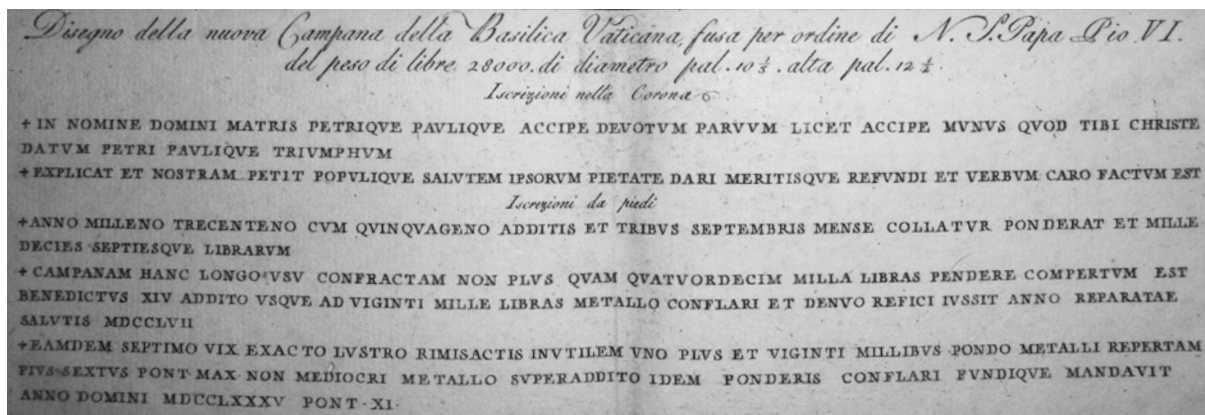 Disegno della nuova Campana della Basilica Vaticana, fusa per ordine di N. S. Papa Pio VI.
del peso di libre 28000. di diametro pal. 10 ½. alta pal. 12 ½.
Iscrizioni nella Corona
+ IN NOMINE DOMINI MATRIS PETRIQVE PAVLIQVE ACCIPE DEVOTVM PARVVM LICET ACCIPE MVNVS QVOD TIBI CHRISTE
DATVM PETRI PAVLIQVE TRIVMPHVM
+ EXPLICAT ET NOSTRAM PETIT POPVLIQVE SALVTEM IPSORVM PIETATE DARI MERITISQVE REFVNDI ET VERBVM CARO FACTVM EST
Iscrizioni da piedi
+ ANNO MILLENO TRECENTENO CVM QVINQVAGENO ADDITIS ET TRIBVS SEPTEMBRIS MENSE COLLATVR PONDERAT ET MILLE
DECIES SEPTIESQVE LIBRARVM
+ CAMPANAM HANC LONGO VSV CONFRACTAM NON PLVS QVAM QVATVORDECIM MILLA LIBRAS PENDERE COMPERTVM EST
BENEDICTVS XIV ADDITO VSQVE AD VIGINTI MILLE LIBRAS METALLO CONFLARI ET DENVO REFICI IVSSIT ANNO REPARATAE
SALVTIS MDCCLVII
+ EAMDEM SEPTIMO VIX EXACTO LVSTRO RIMISACTIS INVTILEM VNO PLVS ET VIGINTI MILLIBVS PONDO METALLI REPERTAM
PIVS SEXTVS PONT MAX NON MEDIOCRI METALLO SVPERADDITO IDEM PONDERIS CONFLARI FVNDIQVE MANDAVIT
ANNO DOMINI MDCCLXXXV PONT · XI ·